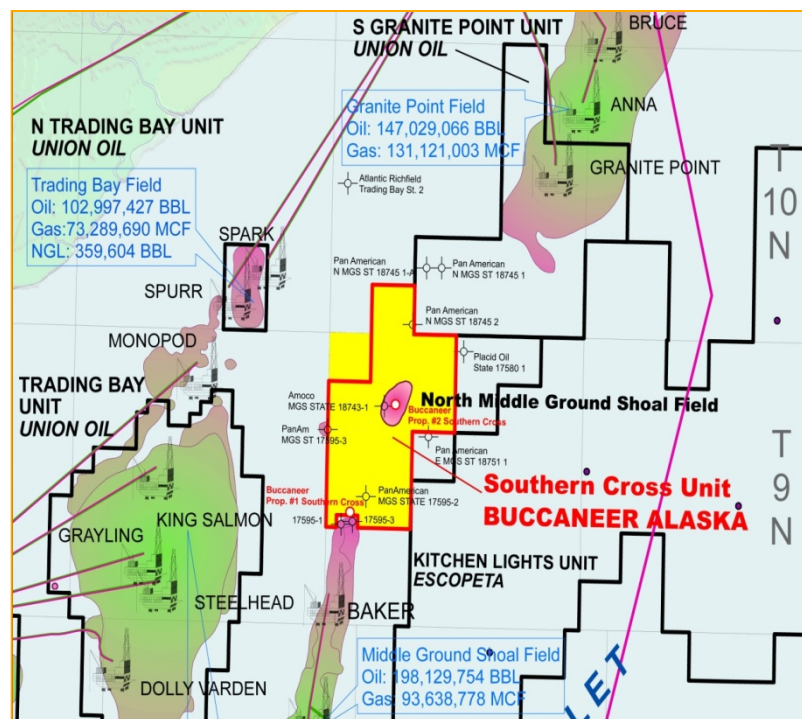 BRUCE
S GRANITE POINT UNIT
UNION OIL
Granite Point Field
Oil: 147,029,066 BBL
Gas: 131,121,003 MCF
ANNA
GRANITE POINT
N TRADING BAY UNIT
UNION OIL
Trading Bay Field
Oil: 102,997,427 BBL
Gas:73,289,690 MCF
NGL: 359,604 BBL
Atlantic Richfield
Trading Bay St. 2
T
10
N
SPARK
SPURR
MONOPOD
Pan American
N MGS ST 18745 1-A
Pan American
N MGS ST 18745 1
Pan American
N MGS ST 18745 2
Placid Oil
State 17580 1
TRADING BAY
UNIT
UNION OIL
Amoco
MGS STATE 18743-1
North Middle Ground Shoal Field
Buccaneer
Prop. #2 Southern Cross
PanAm
MGS ST 17595-3
Pan American
E MGS ST 18751 1
T
9
N
Southern Cross Unit
BUCCANEER ALASKA
Buccaneer
Prop. #1 Southern Cross
PanAmerican
MGS STATE 17595-2
17595-1
17595-3
KING SALMON
GRAYLING
STEELHEAD
KITCHEN LIGHTS UNIT
ESCOPETA
BAKER
Middle Ground Shoal Field
Oil: 198,129,754 BBL
Gas: 93,638,778 MCF
DOLLY VARDEN
LET